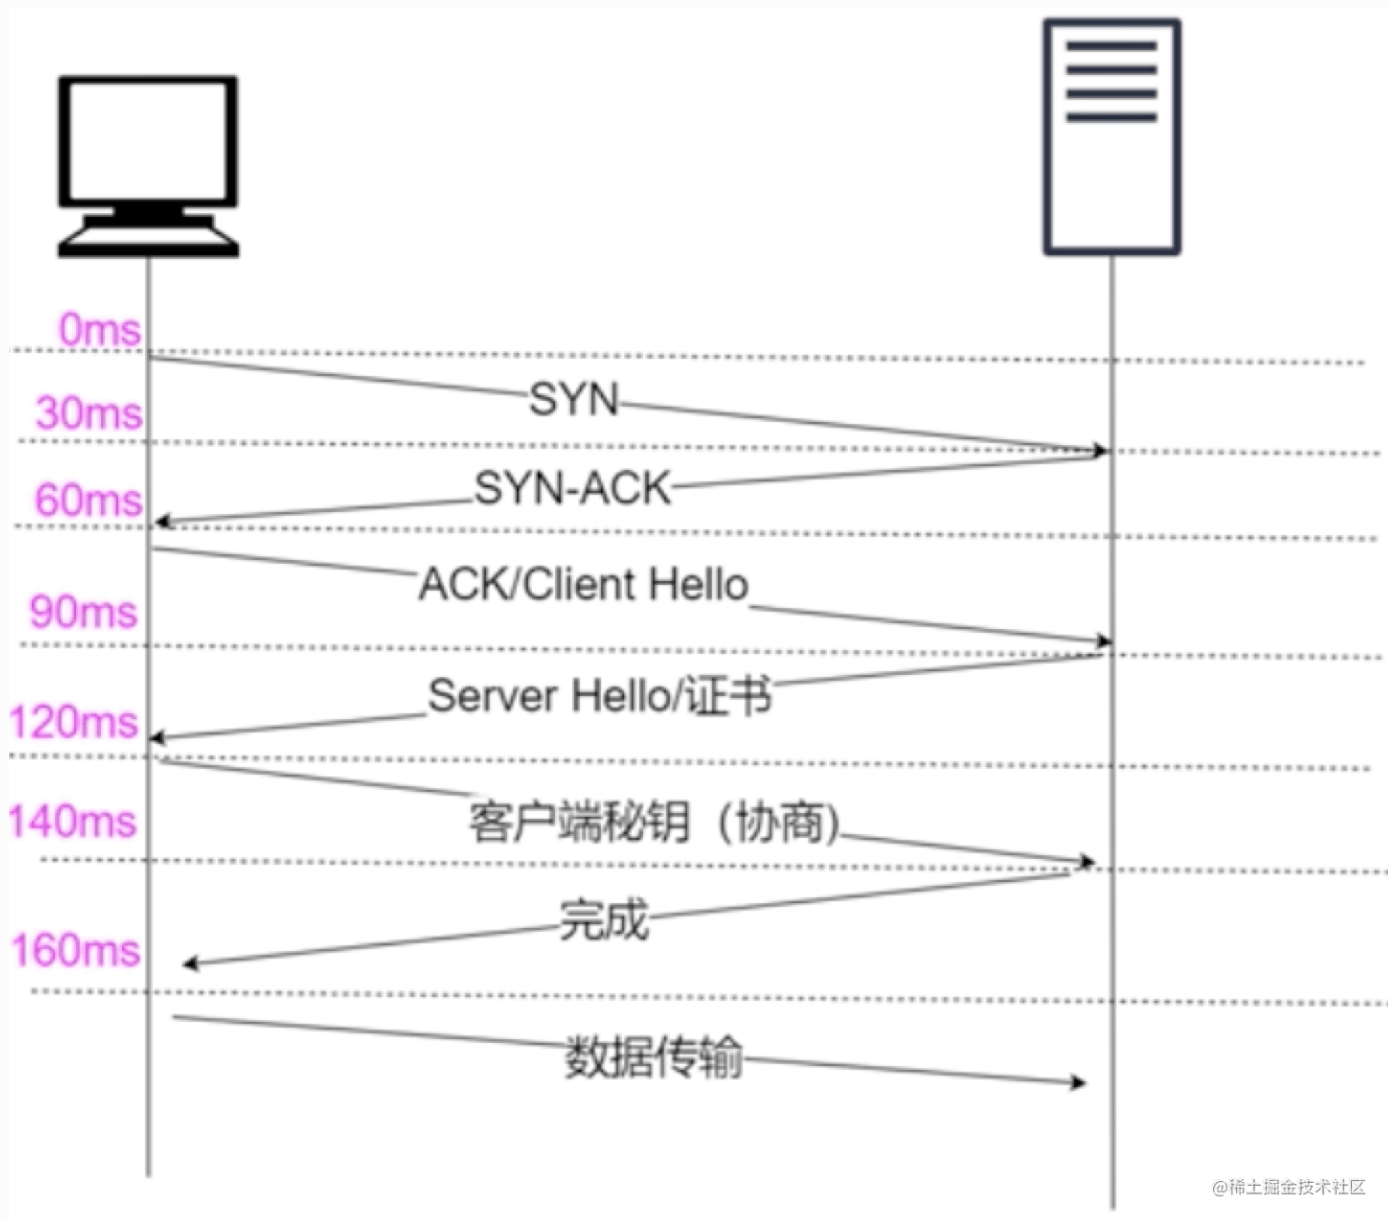 0ms
SYN
30ms
SYN-ACK
60ms
ACK/Client Hello
90ms
Server Hello/证书
120ms
客户端秘钥（协商)
140ms
完成
160ms
数据传输
@稀土掘金技术社区